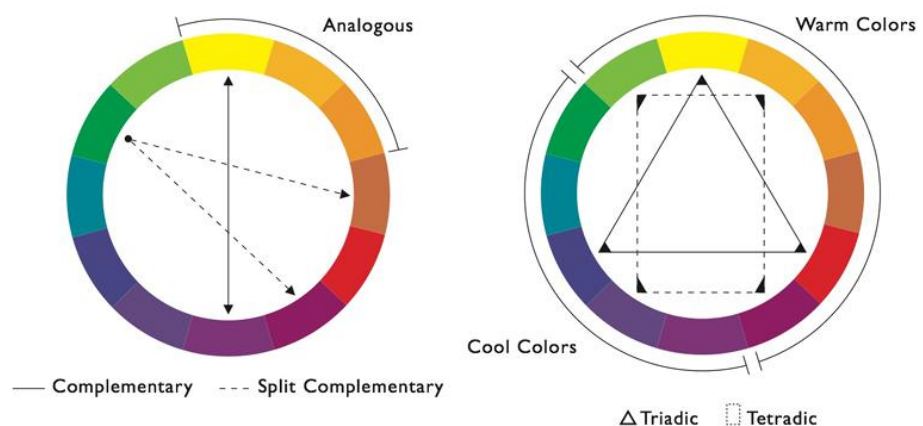 Analogous
Warm Colors
Cool Colors
Complementary
Split Complementary
Triadic
Tetradic